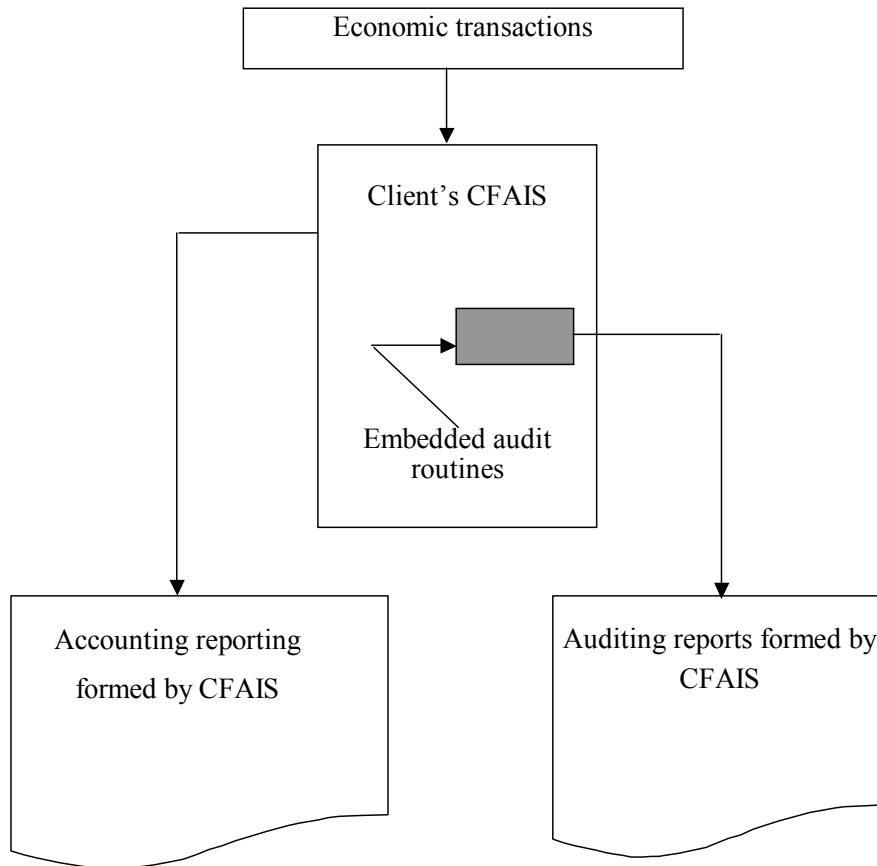 Economic transactions
Client’s CFAIS
Embedded audit
routines
Accounting reporting
formed by CFAIS
Auditing reports formed by
CFAIS